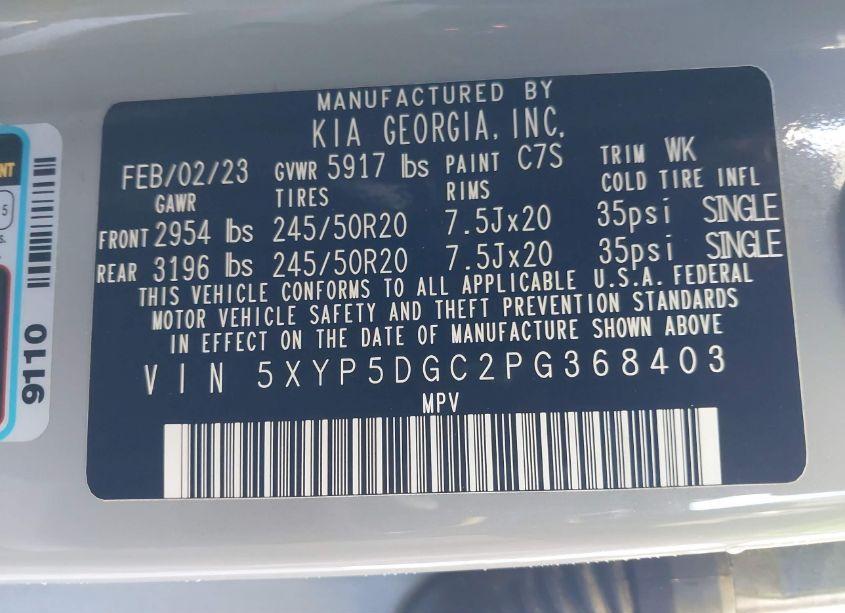 MANUFACTURED BY
KIA GEORGIA, INC.
FEB/02/23 GVWR 5917 lbs PAINT C7S TRIM WK
GAWR TIRES RIMS COLD TIRE INFL
FRONT 2954 lbs 245/50R20 7.5Jx20 35psi SINGLE
REAR 3196 lbs 245/50R20 7.5Jx20 35psi SINGLE
THIS VEHICLE CONFORMS TO ALL APPLICABLE U.S.A. FEDERAL
MOTOR VEHICLE SAFETY AND THEFT PREVENTION STANDARDS
IN EFFECT ON THE DATE OF MANUFACTURE SHOWN ABOVE
VIN 5XYP5DGC2PG368403
MPV
9110